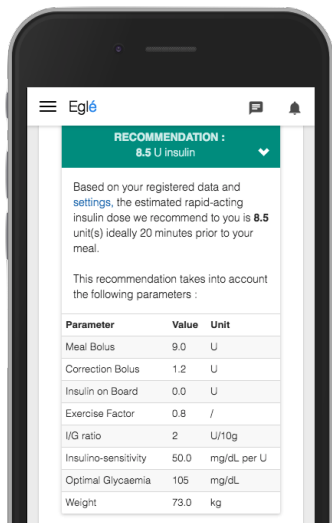 Eglé
RECOMMENDATION :
8.5 U insulin
Based on your registered data and
settings, the estimated rapid-acting
insulin dose we recommend to you is 8.5
unit(s) ideally 20 minutes prior to your
meal.
This recommendation takes into account
the following parameters :
Parameter Value Unit
Meal Bolus 9.0 U
Correction Bolus 1.2 U
Insulin on Board 0.0 U
Exercise Factor 0.8 /
I/G ratio 2 U/10g
Insulino-sensitivity 50.0 mg/dL per U
Optimal Glycaemia 105 mg/dL
Weight 73.0 kg